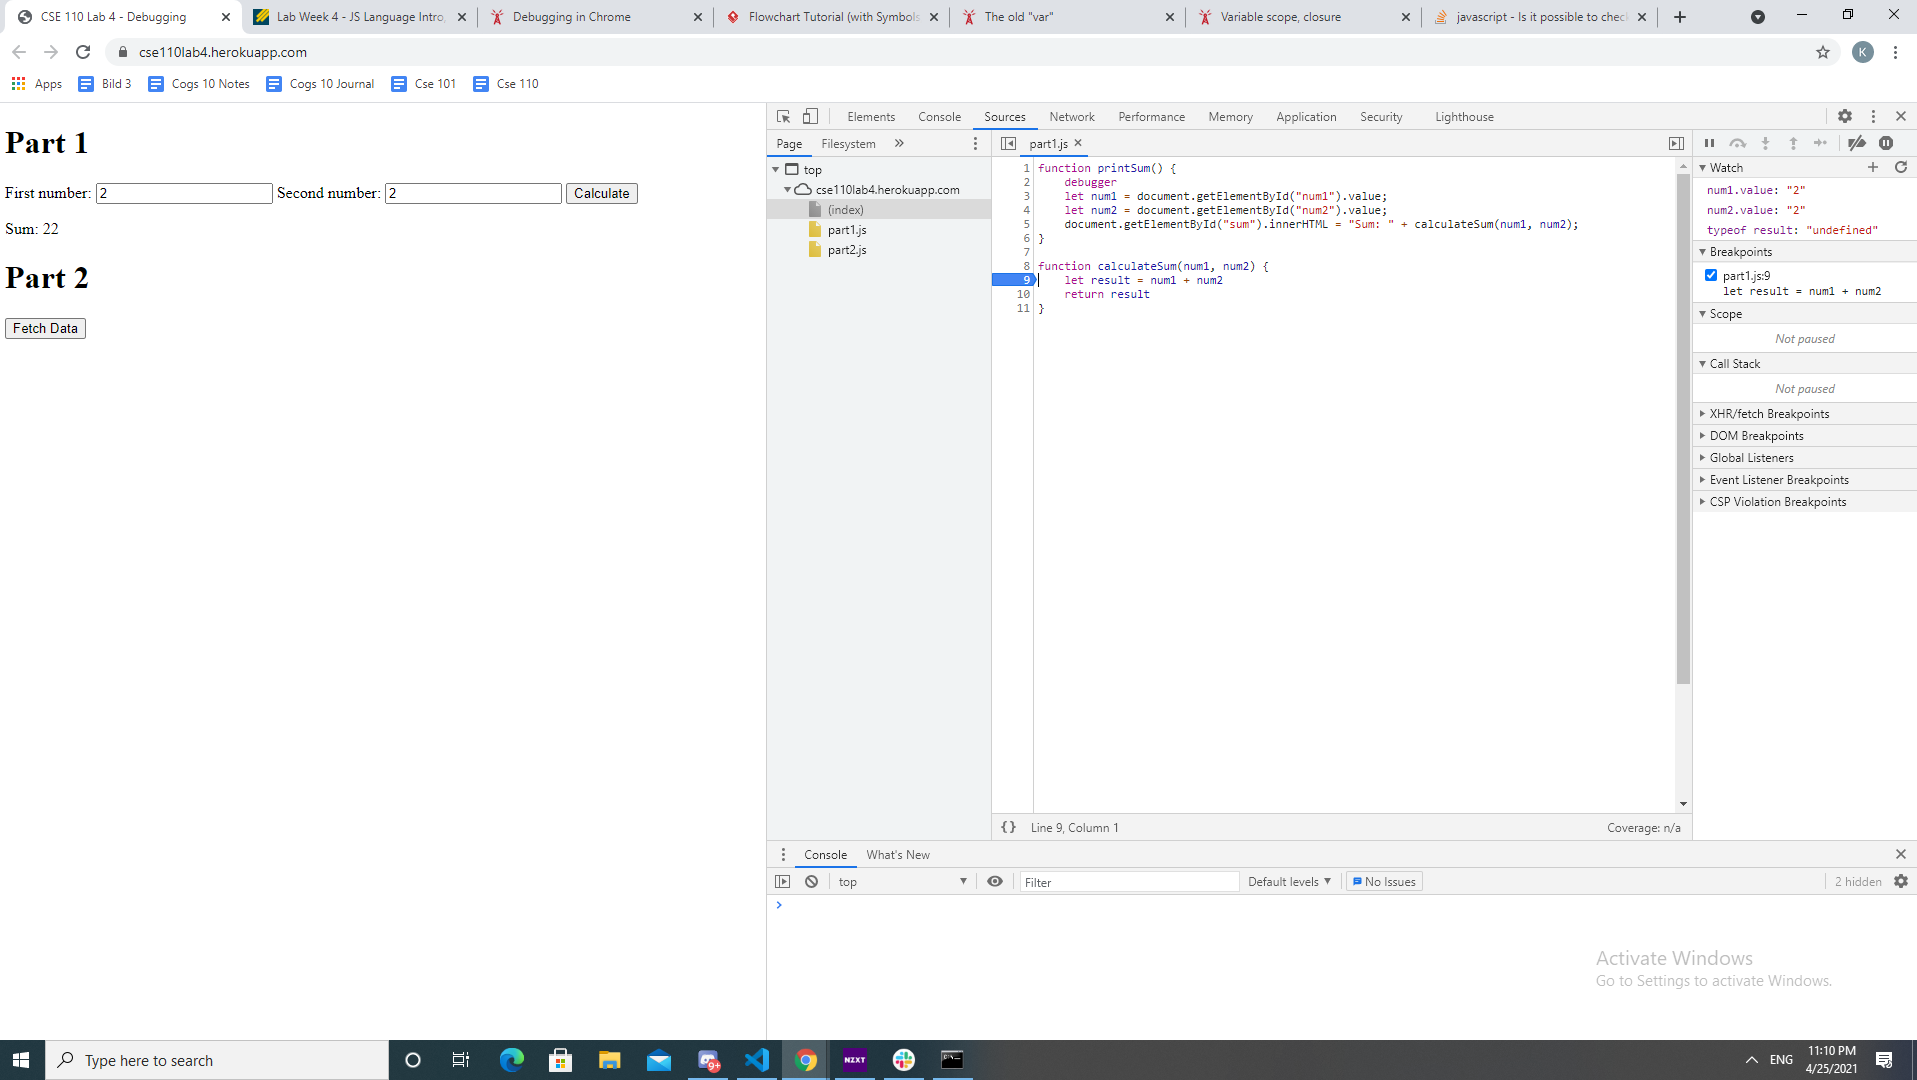 CSE 110 Lab 4 - Debugging
Lab Week 4 - JS Language Intro,
Debugging in Chrome
Flowchart Tutorial (with Symbols
The old "var"
Variable scope, closure
javascript - Is it possible to chec
cse110lab4.herokuapp.com
K
Apps
Bild 3
Cogs 10 Notes
Cogs 10 Journal
Cse 101
Cse 110
Part 1
First number: 2 Second number: 2 Calculate
Sum: 22
Part 2
Fetch Data
Elements Console Sources Network Performance Memory Application Security Lighthouse
Page Filesystem »
top
cse110lab4.herokuapp.com
(index)
part1.js
part2.js
part1.js
1 function printSum() {
2 debugger
3 let num1 = document.getElementById("num1").value;
4 let num2 = document.getElementById("num2").value;
5 document.getElementById("sum").innerHTML = "Sum: " + calculateSum(num1, num2);
6 }
7
8 function calculateSum(num1, num2) {
9 let result = num1 + num2
10 return result
11 }
{} Line 9, Column 1
Coverage: n/a
Watch
num1.value: "2"
num2.value: "2"
typeof result: "undefined"
Breakpoints
part1.js:9
let result = num1 + num2
Scope
Not paused
Call Stack
Not paused
XHR/fetch Breakpoints
DOM Breakpoints
Global Listeners
Event Listener Breakpoints
CSP Violation Breakpoints
Console What's New
top
Filter
Default levels
No Issues
2 hidden
Activate Windows
Go to Settings to activate Windows.
Type here to search
9+
NZXT
ENG
11:10 PM
4/25/2021